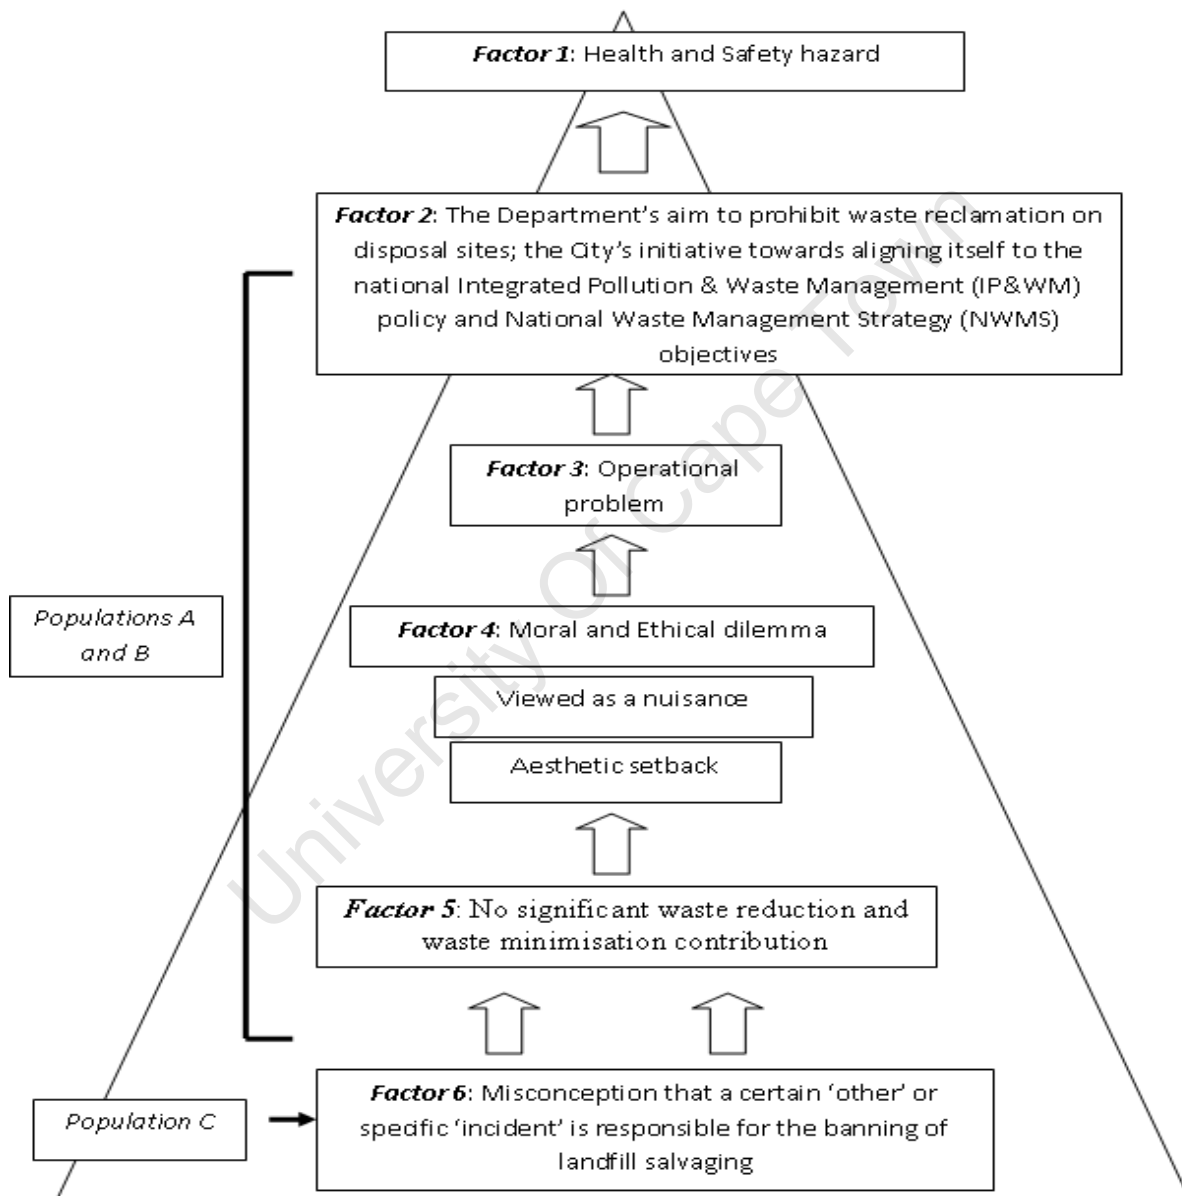 Factor 1: Health and Safety hazard
Factor 2: The Department's aim to prohibit waste reclamation on
disposal sites; the City's initiative towards aligning itself to the
national Integrated Pollution & Waste Management (IP&WM)
policy and National Waste Management Strategy (NWMS)
objectives
Factor 3: Operational
problem
Populations A
and B
Factor 4: Moral and Ethical dilemma
Viewed as a nuisance
Aesthetic setback
Factor 5: No significant waste reduction and
waste minimisation contribution
Population C
Factor 6: Misconception that a certain 'other' or
specific 'incident' is responsible for the banning of
landfill salvaging
University Of Cape Town